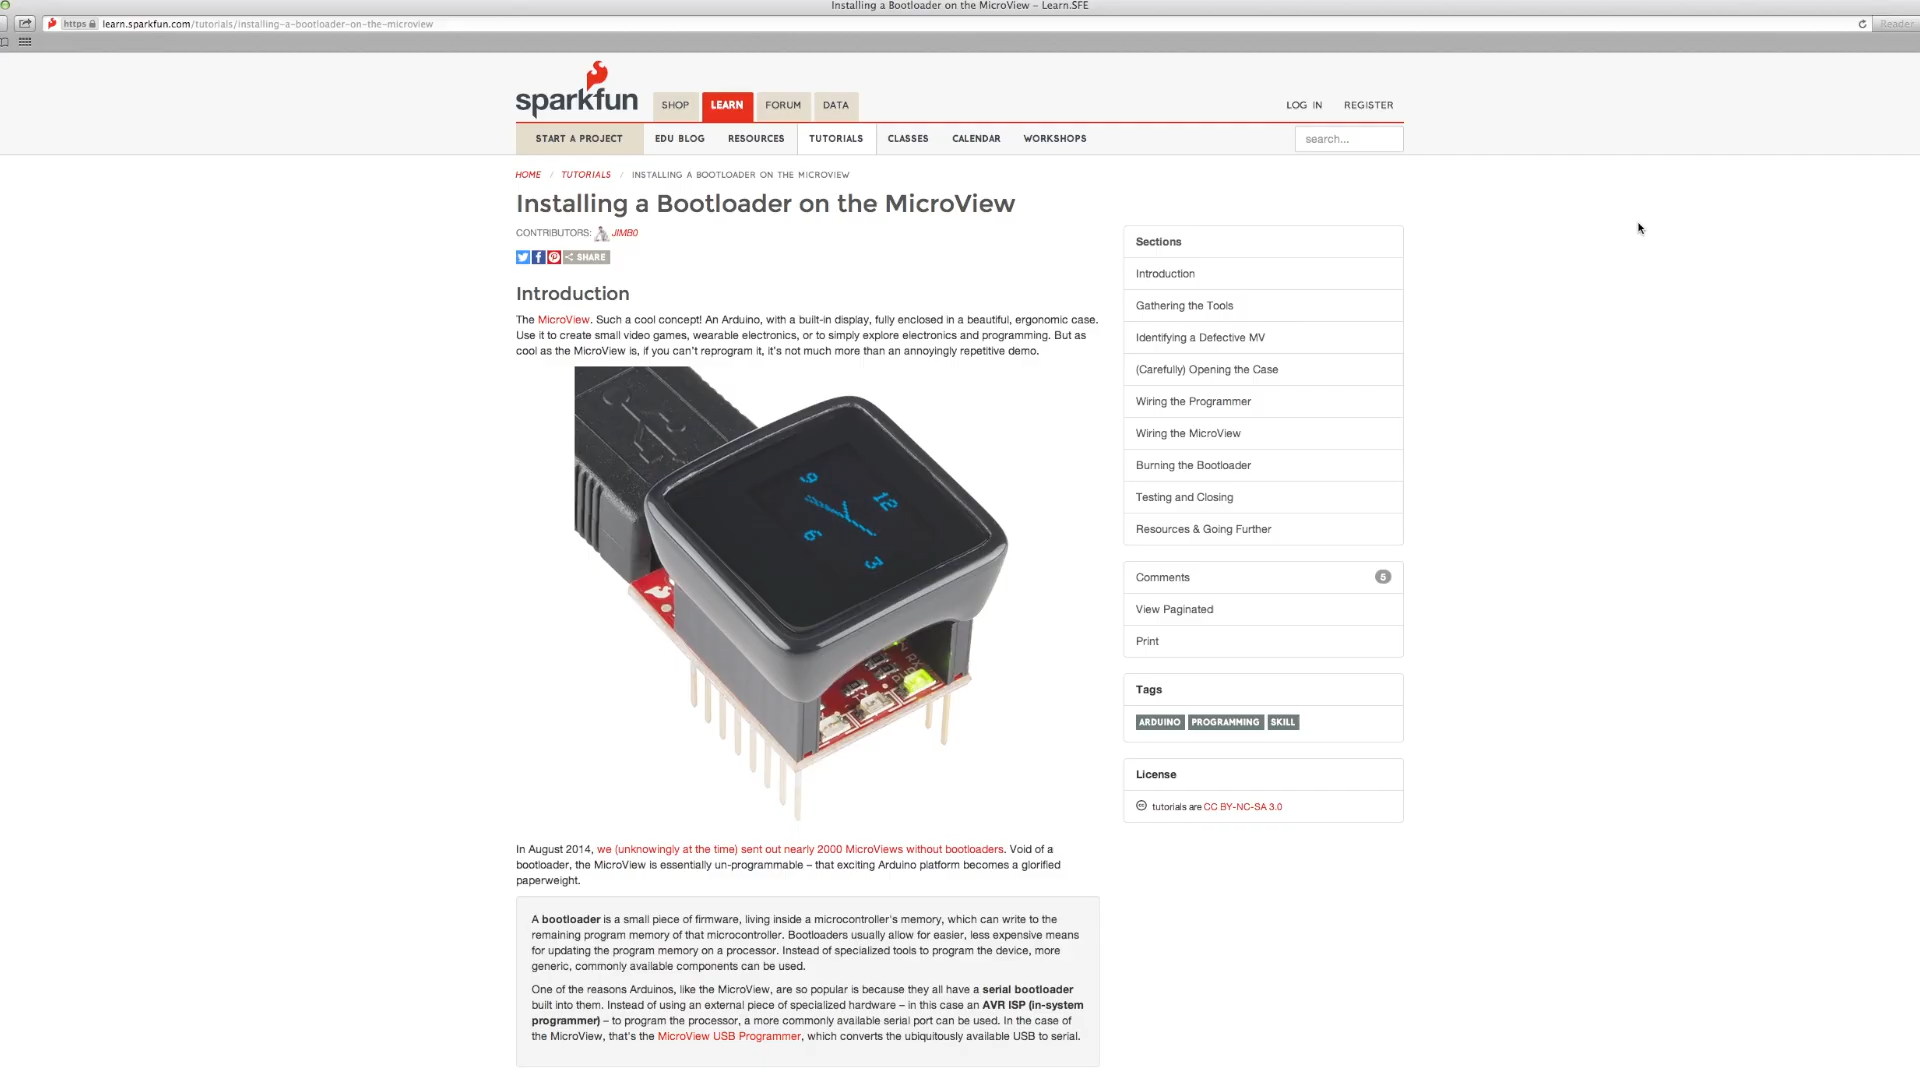 Installing a Bootloader on the MicroView – Learn.SFE
https learn.sparkfun.com/tutorials/installing-a-bootloader-on-the-microview
Reader
sparkfun SHOP LEARN FORUM DATA LOG IN REGISTER
START A PROJECT EDU BLOG RESOURCES TUTORIALS CLASSES CALENDAR WORKSHOPS search...
HOME / TUTORIALS / INSTALLING A BOOTLOADER ON THE MICROVIEW
Installing a Bootloader on the MicroView
CONTRIBUTORS: JIMB0
SHARE
Introduction
The MicroView. Such a cool concept! An Arduino, with a built-in display, fully enclosed in a beautiful, ergonomic case.
Use it to create small video games, wearable electronics, or to simply explore electronics and programming. But as
cool as the MicroView is, if you can't reprogram it, it's not much more than an annoyingly repetitive demo.
9
12
6
3
RX
TX
In August 2014, we (unknowingly at the time) sent out nearly 2000 MicroViews without bootloaders. Void of a
bootloader, the MicroView is essentially un-programmable – that exciting Arduino platform becomes a glorified
paperweight.
A bootloader is a small piece of firmware, living inside a microcontroller's memory, which can write to the
remaining program memory of that microcontroller. Bootloaders usually allow for easier, less expensive means
for updating the program memory on a processor. Instead of specialized tools to program the device, more
generic, commonly available components can be used.
One of the reasons Arduinos, like the MicroView, are so popular is because they all have a serial bootloader
built into them. Instead of using an external piece of specialized hardware – in this case an AVR ISP (in-system
programmer) – to program the processor, a more commonly available serial port can be used. In the case of
the MicroView, that's the MicroView USB Programmer, which converts the ubiquitously available USB to serial.
Sections
Introduction
Gathering the Tools
Identifying a Defective MV
(Carefully) Opening the Case
Wiring the Programmer
Wiring the MicroView
Burning the Bootloader
Testing and Closing
Resources & Going Further
Comments 5
View Paginated
Print
Tags
ARDUINO PROGRAMMING SKILL
License
tutorials are CC BY-NC-SA 3.0